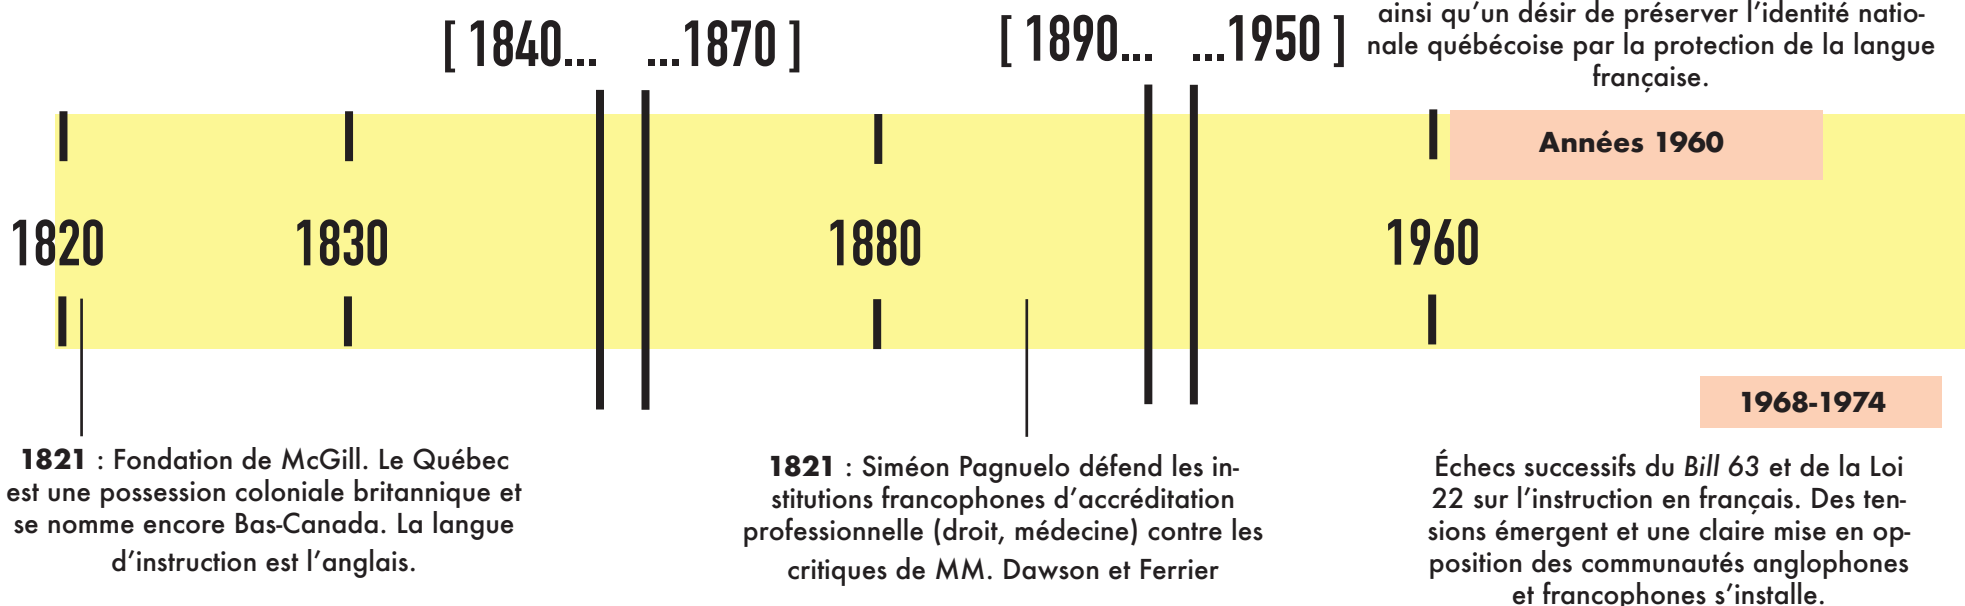 ainsi qu’un désir de préserver l’identité natio-
nale québécoise par la protection de la langue
française.
[ 1840... ...1870 ]
[ 1890... ...1950 ]
Années 1960
1820
1830
1880
1960
1968-1974
1821 : Fondation de McGill. Le Québec
est une possession coloniale britannique et
se nomme encore Bas-Canada. La langue
d’instruction est l’anglais.
1821 : Siméon Pagnuelo défend les in-
stitutions francophones d’accréditation
professionnelle (droit, médecine) contre les
critiques de MM. Dawson et Ferrier
Échecs successifs du Bill 63 et de la Loi
22 sur l’instruction en français. Des ten-
sions émergent et une claire mise en op-
position des communautés anglophones
et francophones s’installe.